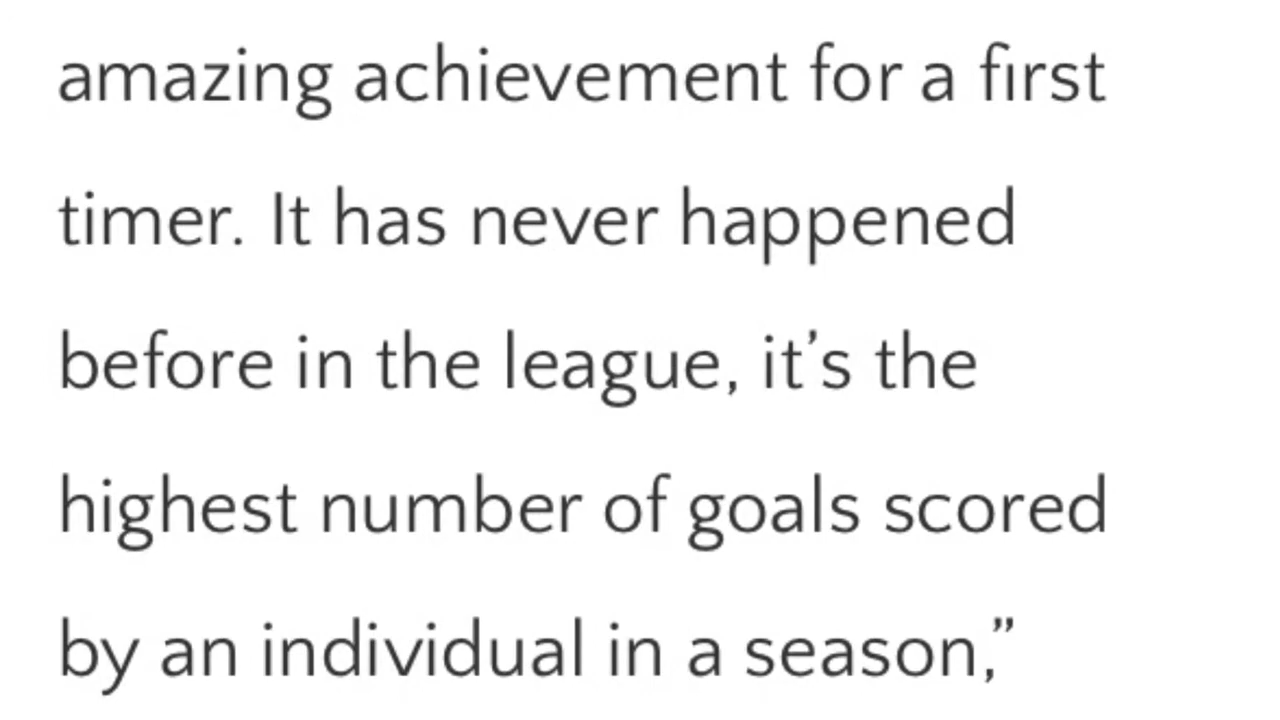 amazing achievement for a first
timer. It has never happened
before in the league, it’s the
highest number of goals scored
by an individual in a season,”